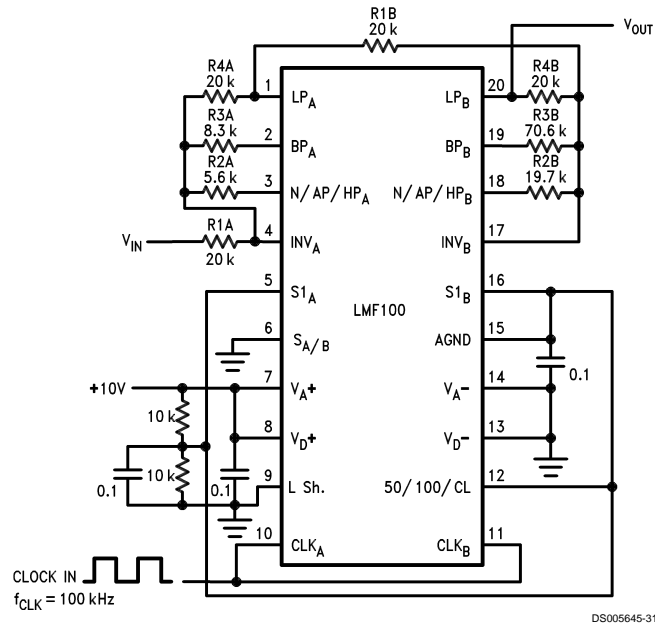 R1B
20 k
V_OUT
R4A
20 k
1
LP_A
20
LP_B
R4B
20 k
R3A
8.3 k
2
BP_A
19
BP_B
R3B
70.6 k
R2A
5.6 k
3
N/AP/HP_A
18
N/AP/HP_B
R2B
19.7 k
V_IN
R1A
20 k
4
INV_A
17
INV_B
5
S1_A
16
S1_B
LMF100
6
S_A/B
15
AGND
0.1
+10V
7
V_A+
14
V_A−
10 k
8
V_D+
13
V_D−
10 k
0.1
0.1
9
L Sh.
12
50/100/CL
10
CLK_A
11
CLK_B
CLOCK IN
f_CLK = 100 kHz
DS005645-31